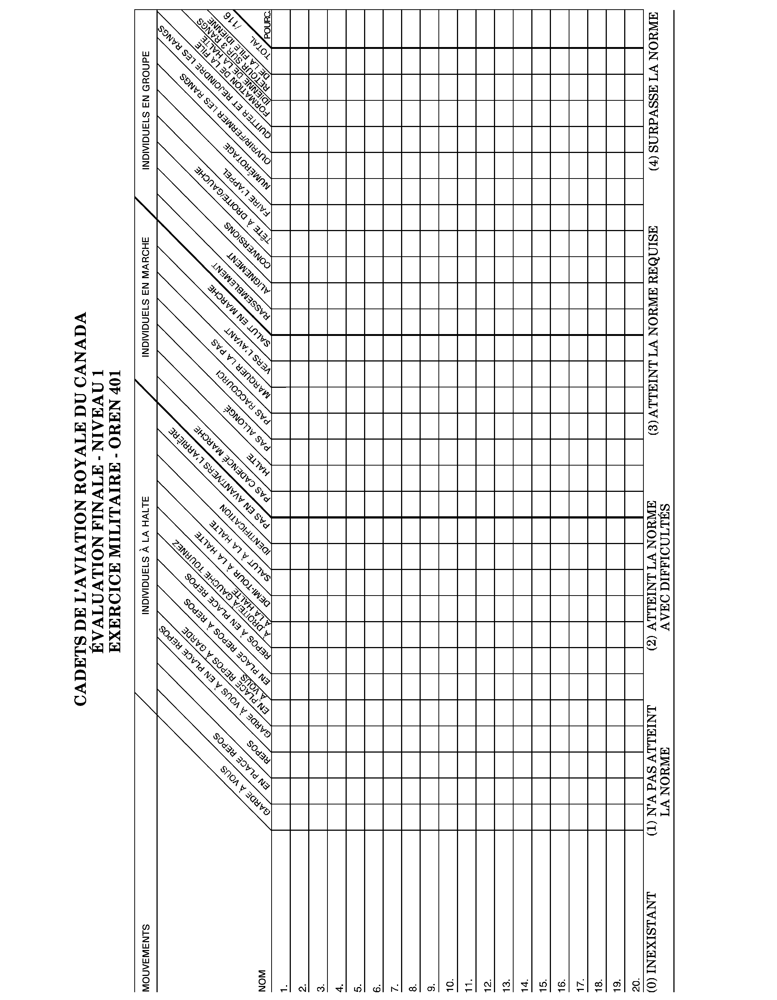 CADETS DE L'AVIATION ROYALE DU CANADA
ÉVALUATION FINALE - NIVEAU 1
EXERCICE MILITAIRE - OREN 401
MOUVEMENTS
INDIVIDUELS À LA HALTE
INDIVIDUELS EN MARCHE
INDIVIDUELS EN GROUPE
NOM
GARDE À VOUS
EN PLACE REPOS
REPOS
GARDE À VOUS À EN PLACE REPOS
EN PLACE REPOS À GARDE
À VOUS
EN PLACE REPOS À REPOS
REPOS À EN PLACE REPOS
À DROITE/À GAUCHE TOURNEZ
À LA HALTE
DEMI-TOUR À LA HALTE
SALUT À LA HALTE
IDENTIFICATION
PAS EN AVANT/VERS L'ARRIÈRE
PAS CADENCÉ MARCHE
HALTE
PAS ALLONGÉ
PAS RACCOURCI
MARQUER LA PAS
VERS L'AVANT
SALUT EN MARCHE
RASSEMBLEMENT
ALIGNEMENT
CONVERSIONS
TÊTE À DROITE/GAUCHE
FAIRE L'APPEL
NUMÉROTAGE
OUVRIR/FERMER LES RANGS
QUITTER ET REJOINDRE LES RANGS
FORMATION DE LA FILE
IDIENNE DE LA HALTE
RETOUR SUR 3 RANGS
DE LA FILE IDIENNE
TOTAL /116
POURC.
1.
2.
3.
4.
5.
6.
7.
8.
9.
10.
11.
12.
13.
14.
15.
16.
17.
18.
19.
20.
(0) INEXISTANT
(1) N'A PAS ATTEINT
LA NORME
(2) ATTEINT LA NORME
AVEC DIFFICULTÉS
(3) ATTEINT LA NORME REQUISE
(4) SURPASSE LA NORME